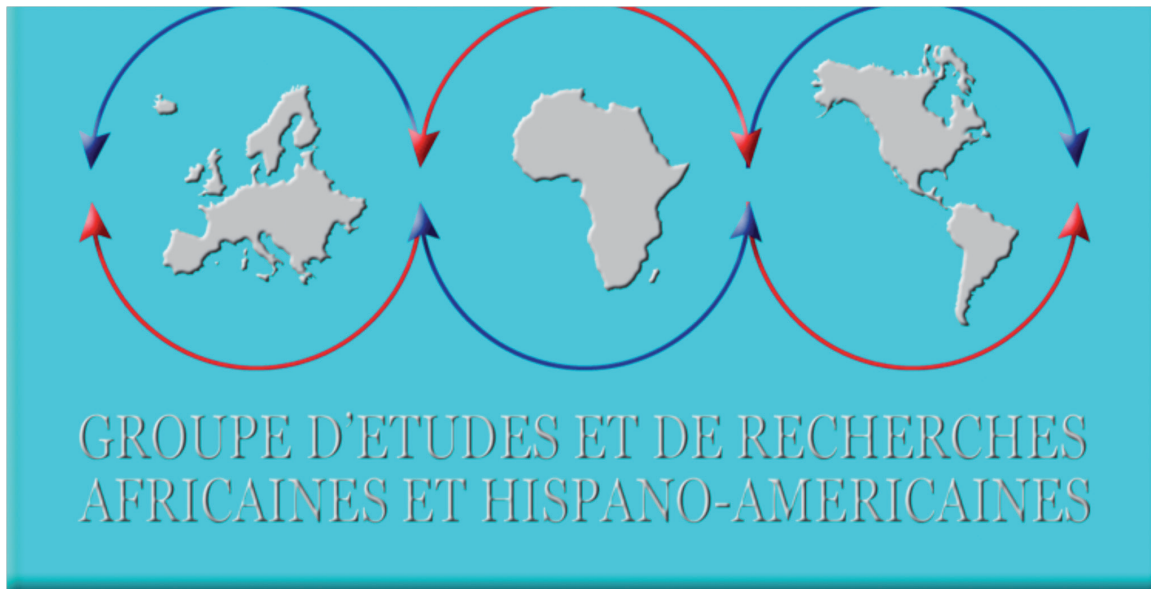 GROUPE D'ETUDES ET DE RECHERCHES
AFRICAINES ET HISPANO-AMERICAINES